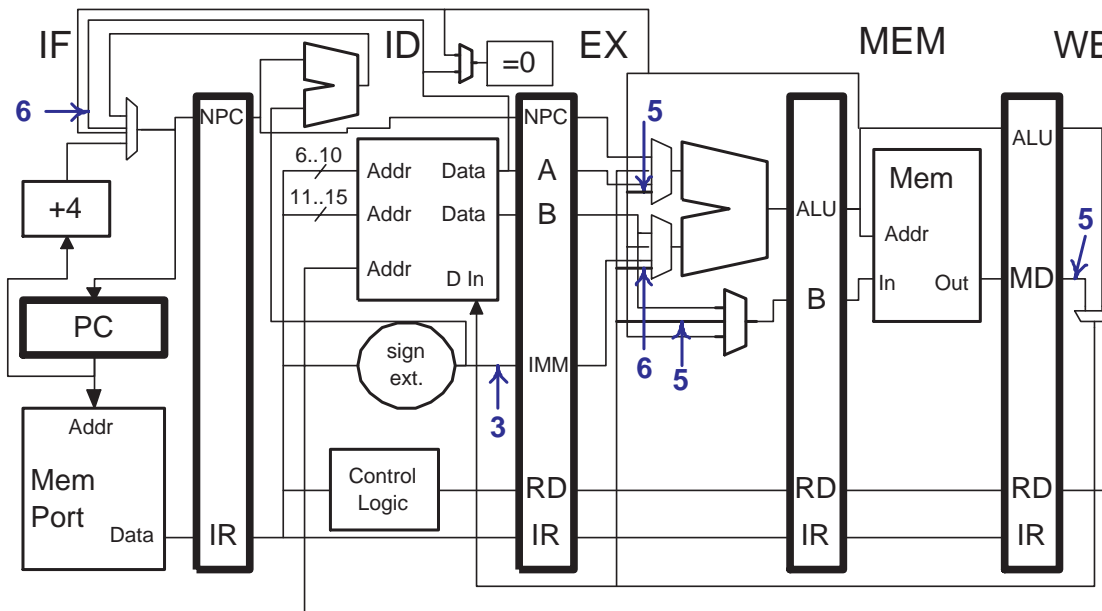 IF
ID
EX
MEM
WB
=0
6
NPC
6..10
11..15
Addr
Data
Addr
Data
Addr
D In
NPC
A
B
5
ALU
Mem
Addr
In
Out
ALU
5
MD
+4
PC
sign
ext.
3
IMM
6
5
B
Addr
Mem
Port
Data
Control
Logic
IR
RD
IR
RD
IR
RD
IR